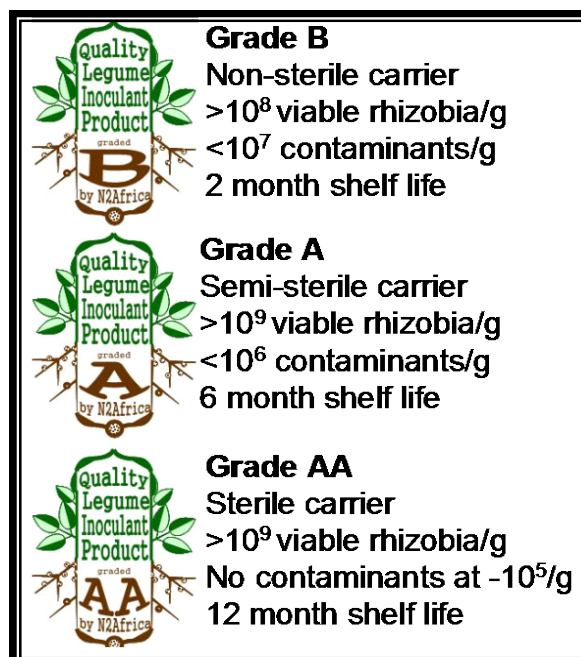 Quality
Legume
Inoculant
Product
graded
B
by N2Africa
Grade B
Non-sterile carrier
>10⁸ viable rhizobia/g
<10⁷ contaminants/g
2 month shelf life
Quality
Legume
Inoculant
Product
graded
A
by N2Africa
Grade A
Semi-sterile carrier
>10⁹ viable rhizobia/g
<10⁶ contaminants/g
6 month shelf life
Quality
Legume
Inoculant
Product
graded
AA
by N2Africa
Grade AA
Sterile carrier
>10⁹ viable rhizobia/g
No contaminants at -10⁵/g
12 month shelf life